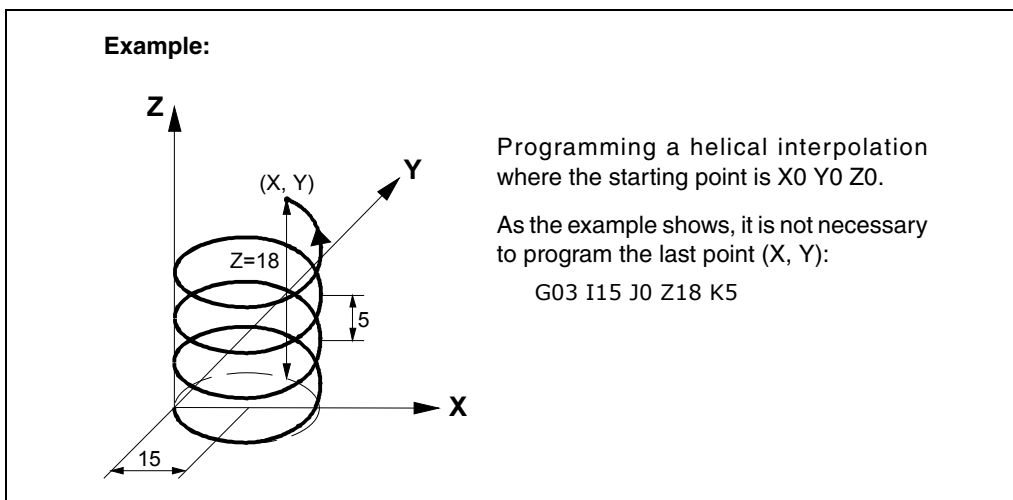 Example:
Z
Y
(X, Y)
Z=18
5
X
15
Programming a helical interpolation
where the starting point is X0 Y0 Z0.
As the example shows, it is not necessary
to program the last point (X, Y):
G03 I15 J0 Z18 K5